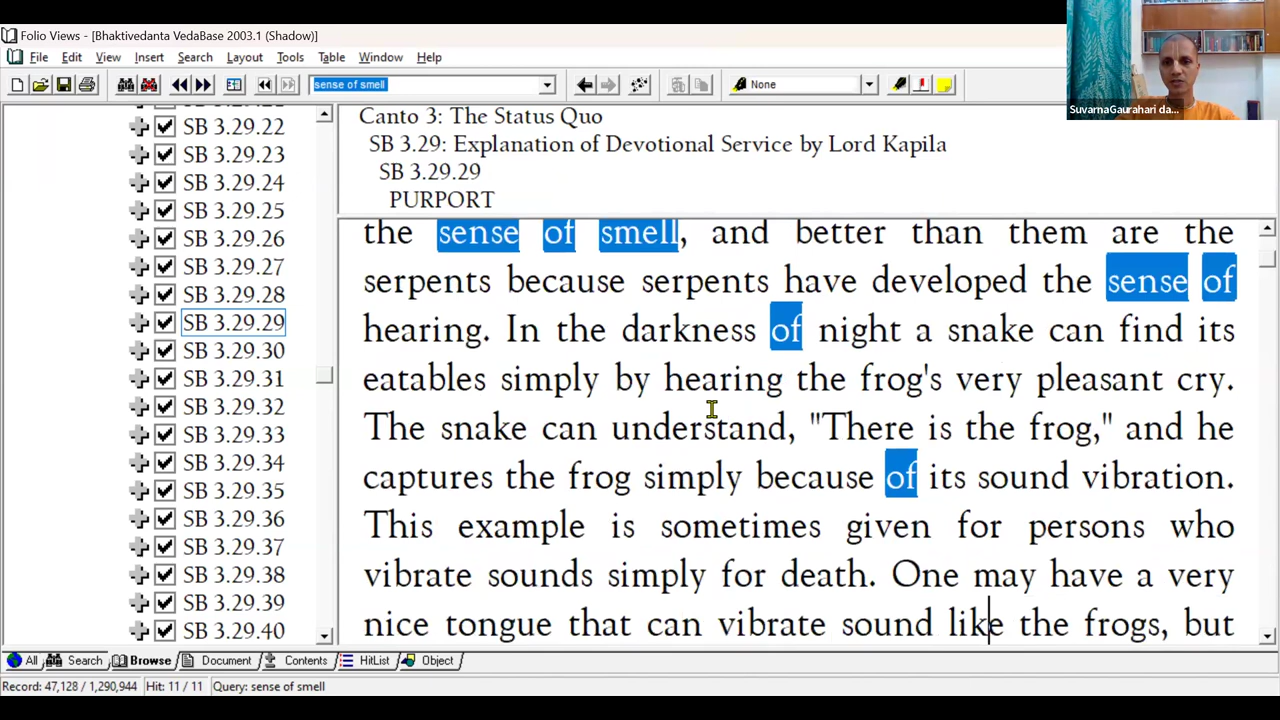 Folio Views - [Bhaktivedanta VedaBase 2003.1 (Shadow)]
File Edit View Insert Search Layout Tools Table Window Help
sense of smell
None
SuvarnaGaurahari da...
SB 3.29.22
SB 3.29.23
SB 3.29.24
SB 3.29.25
SB 3.29.26
SB 3.29.27
SB 3.29.28
SB 3.29.29
SB 3.29.30
SB 3.29.31
SB 3.29.32
SB 3.29.33
SB 3.29.34
SB 3.29.35
SB 3.29.36
SB 3.29.37
SB 3.29.38
SB 3.29.39
SB 3.29.40
Canto 3: The Status Quo
SB 3.29: Explanation of Devotional Service by Lord Kapila
SB 3.29.29
PURPORT
the sense of smell, and better than them are the
serpents because serpents have developed the sense of
hearing. In the darkness of night a snake can find its
eatables simply by hearing the frog's very pleasant cry.
The snake can understand, "There is the frog," and he
captures the frog simply because of its sound vibration.
This example is sometimes given for persons who
vibrate sounds simply for death. One may have a very
nice tongue that can vibrate sound like the frogs, but
All Search Browse Document Contents HitList Object
Record: 47,128 / 1,290,944 Hit: 11 / 11 Query: sense of smell